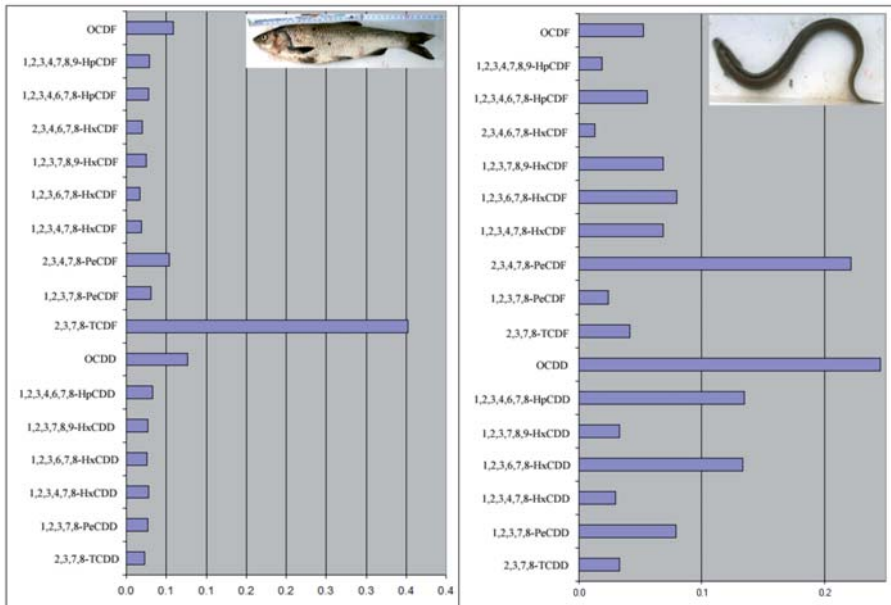 OCDF
1,2,3,4,7,8,9-HpCDF
1,2,3,4,6,7,8-HpCDF
2,3,4,6,7,8-HxCDF
1,2,3,7,8,9-HxCDF
1,2,3,6,7,8-HxCDF
1,2,3,4,7,8-HxCDF
2,3,4,7,8-PeCDF
1,2,3,7,8-PeCDF
2,3,7,8-TCDF
OCDD
1,2,3,4,6,7,8-HpCDD
1,2,3,7,8,9-HxCDD
1,2,3,6,7,8-HxCDD
1,2,3,4,7,8-HxCDD
1,2,3,7,8-PeCDD
2,3,7,8-TCDD
0.0 0.1 0.1 0.2 0.2 0.3 0.3 0.4 0.4
OCDF
1,2,3,4,7,8,9-HpCDF
1,2,3,4,6,7,8-HpCDF
2,3,4,6,7,8-HxCDF
1,2,3,7,8,9-HxCDF
1,2,3,6,7,8-HxCDF
1,2,3,4,7,8-HxCDF
2,3,4,7,8-PeCDF
1,2,3,7,8-PeCDF
2,3,7,8-TCDF
OCDD
1,2,3,4,6,7,8-HpCDD
1,2,3,7,8,9-HxCDD
1,2,3,6,7,8-HxCDD
1,2,3,4,7,8-HxCDD
1,2,3,7,8-PeCDD
2,3,7,8-TCDD
0.0 0.1 0.2